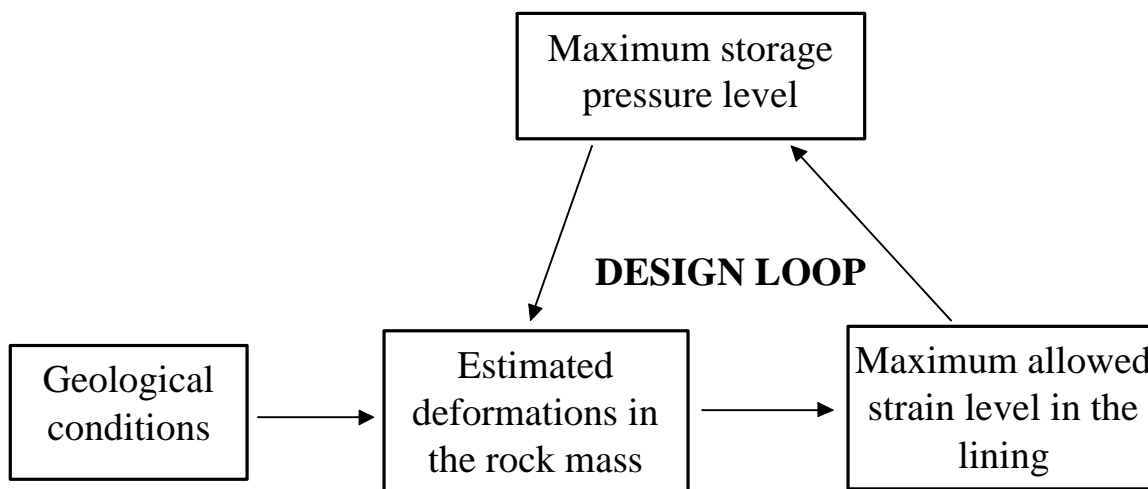 Maximum storage
pressure level
DESIGN LOOP
Geological
conditions
Estimated
deformations in
the rock mass
Maximum allowed
strain level in the
lining